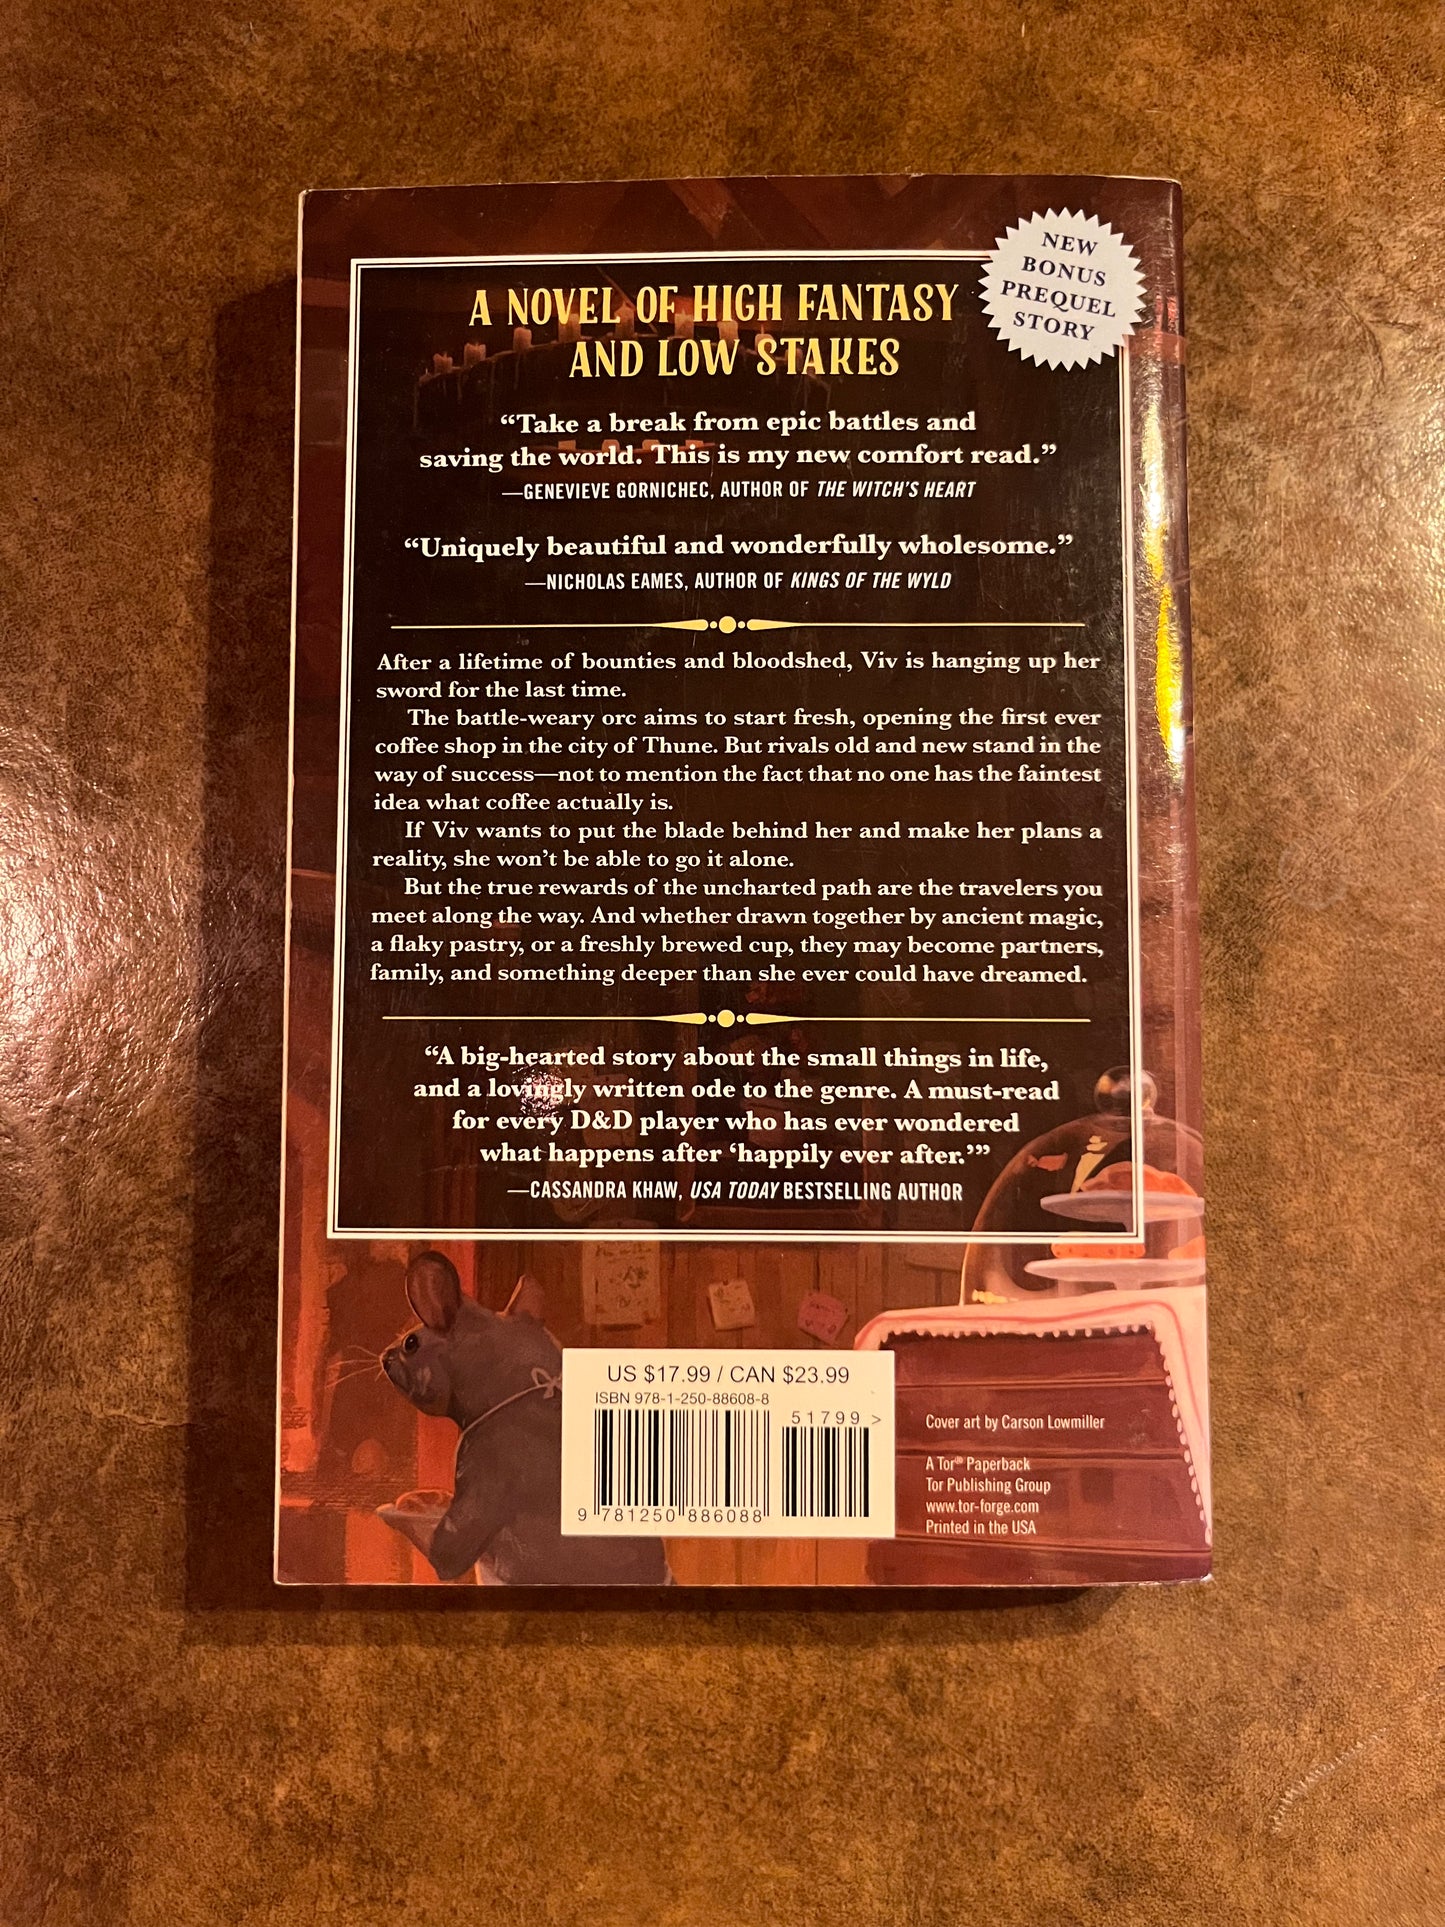 NEW
BONUS
PREQUEL
STORY
A NOVEL OF HIGH FANTASY
AND LOW STAKES
“Take a break from epic battles and
saving the world. This is my new comfort read.”
—GENEVIEVE GORNICHEC, AUTHOR OF THE WITCH’S HEART
“Uniquely beautiful and wonderfully wholesome.”
—NICHOLAS EAMES, AUTHOR OF KINGS OF THE WYLD
After a lifetime of bounties and bloodshed, Viv is hanging up her
sword for the last time.
The battle-weary orc aims to start fresh, opening the first ever
coffee shop in the city of Thune. But rivals old and new stand in the
way of success—not to mention the fact that no one has the faintest
idea what coffee actually is.
If Viv wants to put the blade behind her and make her plans a
reality, she won’t be able to go it alone.
But the true rewards of the uncharted path are the travelers you
meet along the way. And whether drawn together by ancient magic,
a flaky pastry, or a freshly brewed cup, they may become partners,
family, and something deeper than she ever could have dreamed.
“A big-hearted story about the small things in life,
and a lovingly written ode to the genre. A must-read
for every D&D player who has ever wondered
what happens after ‘happily ever after.’”
—CASSANDRA KHAW, USA TODAY BESTSELLING AUTHOR
US $17.99 / CAN $23.99
ISBN 978-1-250-88608-8
51799 >
9 781250 886088
Cover art by Carson Lowmiller
A Tor® Paperback
Tor Publishing Group
www.tor-forge.com
Printed in the USA